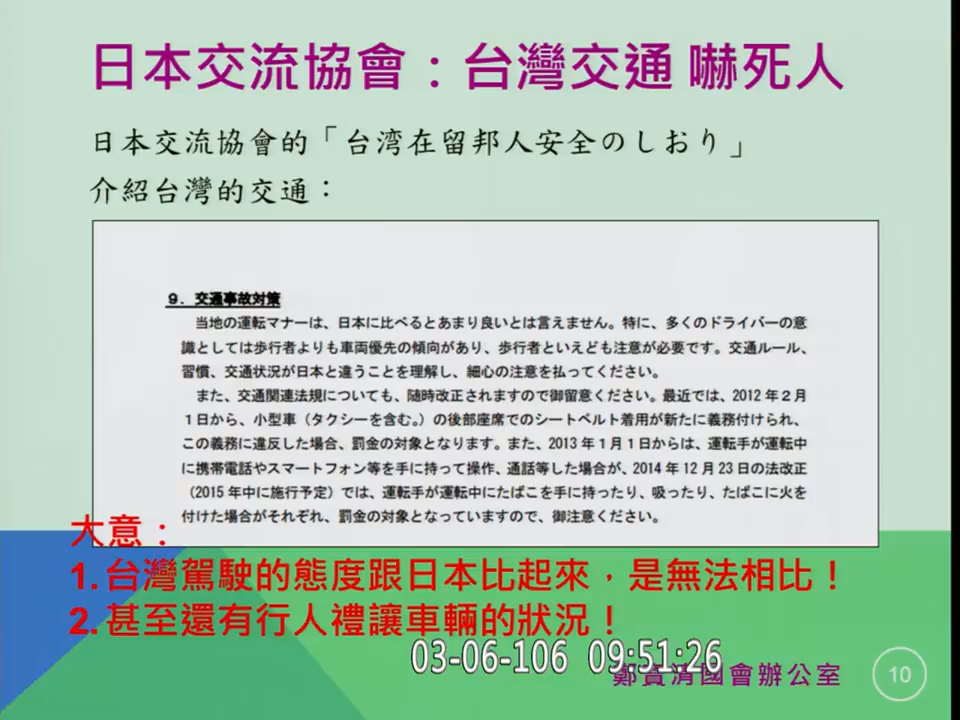 日本交流協會：台灣交通 嚇死人
日本交流協會的「台湾在留邦人安全のしおり」
介紹台灣的交通：
９．交通事故対策
当地の運転マナーは、日本に比べるとあまり良いとは言えません。特に、多くのドライバーの意
識としては歩行者よりも車両優先の傾向があり、歩行者といえども注意が必要です。交通ルール、
習慣、交通状況が日本と違うことを理解し、細心の注意を払ってください。
また、交通関連法規についても、随時改正されますので御留意ください。最近では、2012 年２月
１日から、小型車（タクシーを含む。）の後部座席でのシートベルト着用が新たに義務付けられ、
この義務に違反した場合、罰金の対象となります。また、2013 年１月１日からは、運転手が運転中
に携帯電話やスマートフォン等を手に持って操作、通話等した場合が、2014 年 12 月 23 日の法改正
（2015 年中に施行予定）では、運転手が運転中にたばこを手に持ったり、吸ったり、たばこに火を
付けた場合がそれぞれ、罰金の対象となっていますので、御注意ください。
大意：
1. 台灣駕駛的態度跟日本比起來，是無法相比！
2. 甚至還有行人禮讓車輛的狀況！
03-06-106 09:51:26
鄭寶清國會辦公室
10